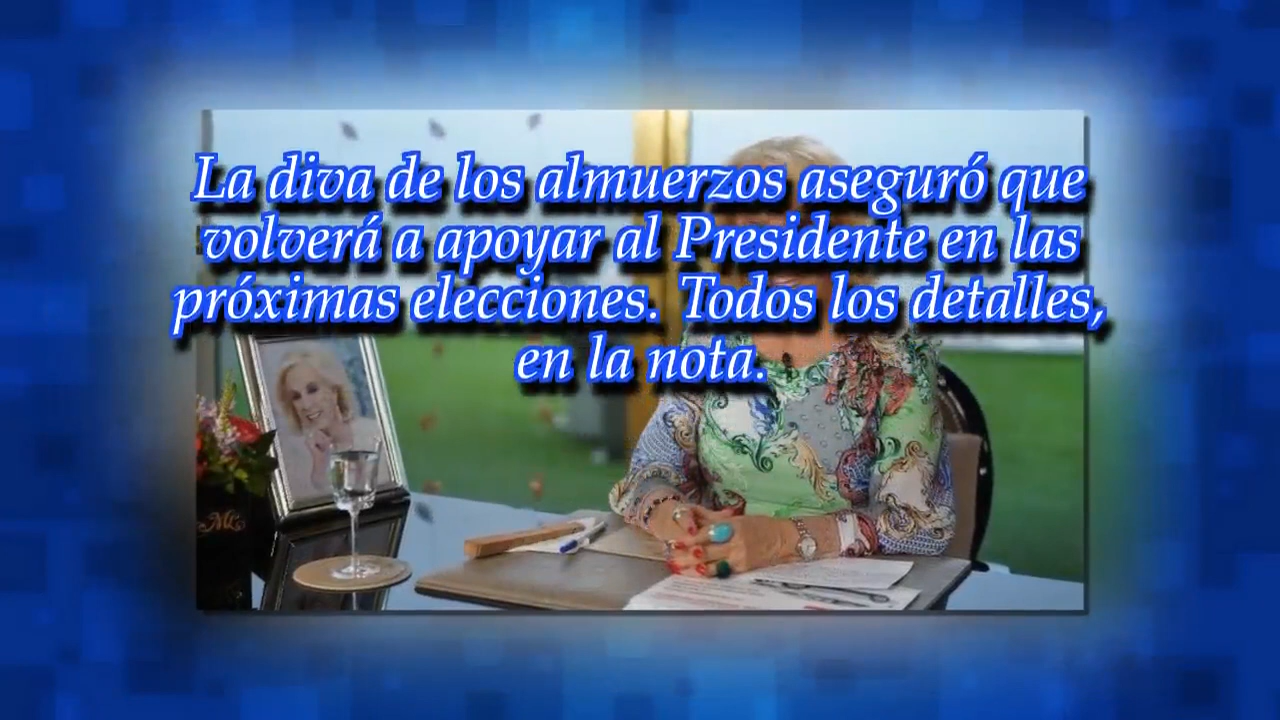 La diva de los almuerzos aseguró que
volverá a apoyar al Presidente en las
próximas elecciones. Todos los detalles,
en la nota.